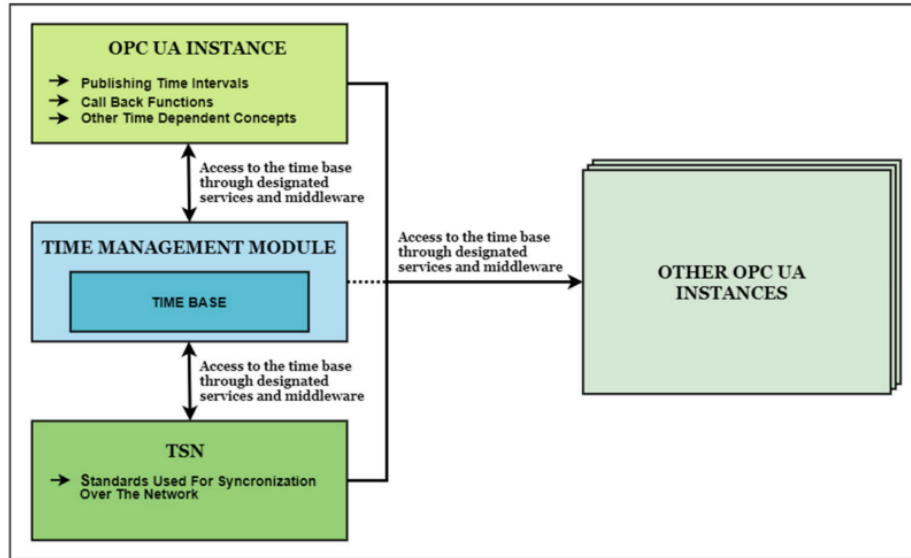 OPC UA INSTANCE
Publishing Time Intervals
Call Back Functions
Other Time Dependent Concepts
Access to the time base
through designated
services and middleware
TIME MANAGEMENT MODULE
TIME BASE
Access to the time base
through designated
services and middleware
TSN
Standards Used For Syncronization
Over The Network
Access to the time base
through designated
services and middleware
OTHER OPC UA
INSTANCES